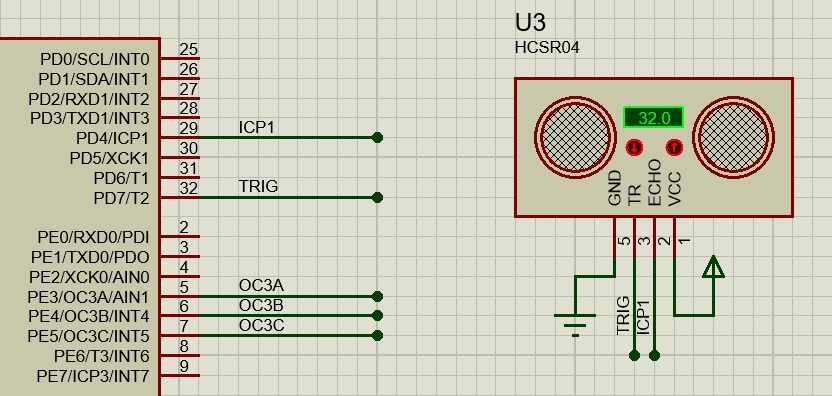 U3
HCSR04
PD0/SCL/INT0 25
PD1/SDA/INT1 26
PD2/RXD1/INT2 27
PD3/TXD1/INT3 28
PD4/ICP1 29 ICP1
PD5/XCK1 30
PD6/T1 31
PD7/T2 32 TRIG
PE0/RXD0/PDI 2
PE1/TXD0/PDO 3
PE2/XCK0/AIN0 4
PE3/OC3A/AIN1 5 OC3A
PE4/OC3B/INT4 6 OC3B
PE5/OC3C/INT5 7 OC3C
PE6/T3/INT6 8
PE7/ICP3/INT7 9
32.0
GND TR ECHO VCC
5 3 2 1
TRIG ICP1